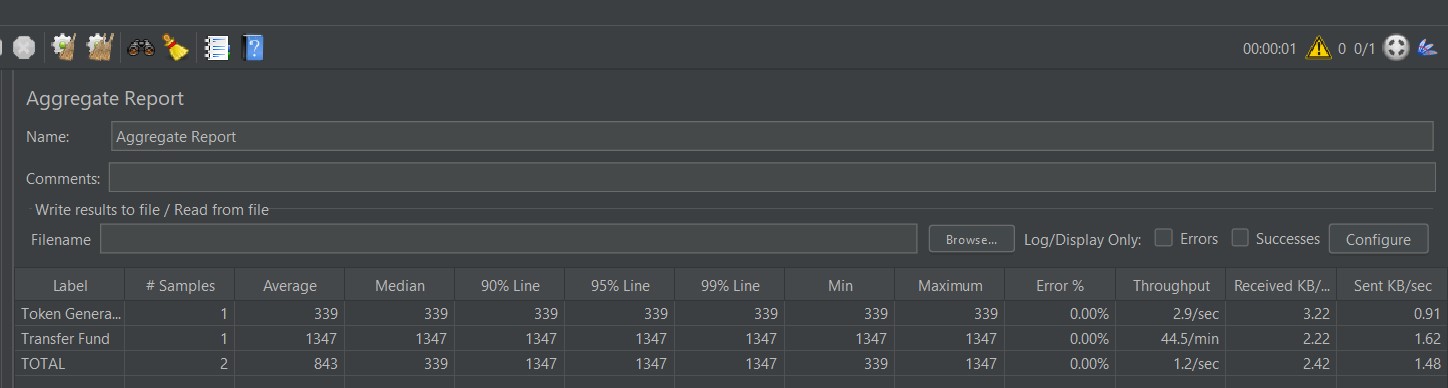 00:00:01 0 0/1
Aggregate Report
Name: Aggregate Report
Comments:
Write results to file / Read from file
Filename Browse... Log/Display Only: Errors Successes Configure
Label # Samples Average Median 90% Line 95% Line 99% Line Min Maximum Error % Throughput Received KB/... Sent KB/sec
Token Genera... 1 339 339 339 339 339 339 339 0.00% 2.9/sec 3.22 0.91
Transfer Fund 1 1347 1347 1347 1347 1347 1347 1347 0.00% 44.5/min 2.22 1.62
TOTAL 2 843 339 1347 1347 1347 339 1347 0.00% 1.2/sec 2.42 1.48